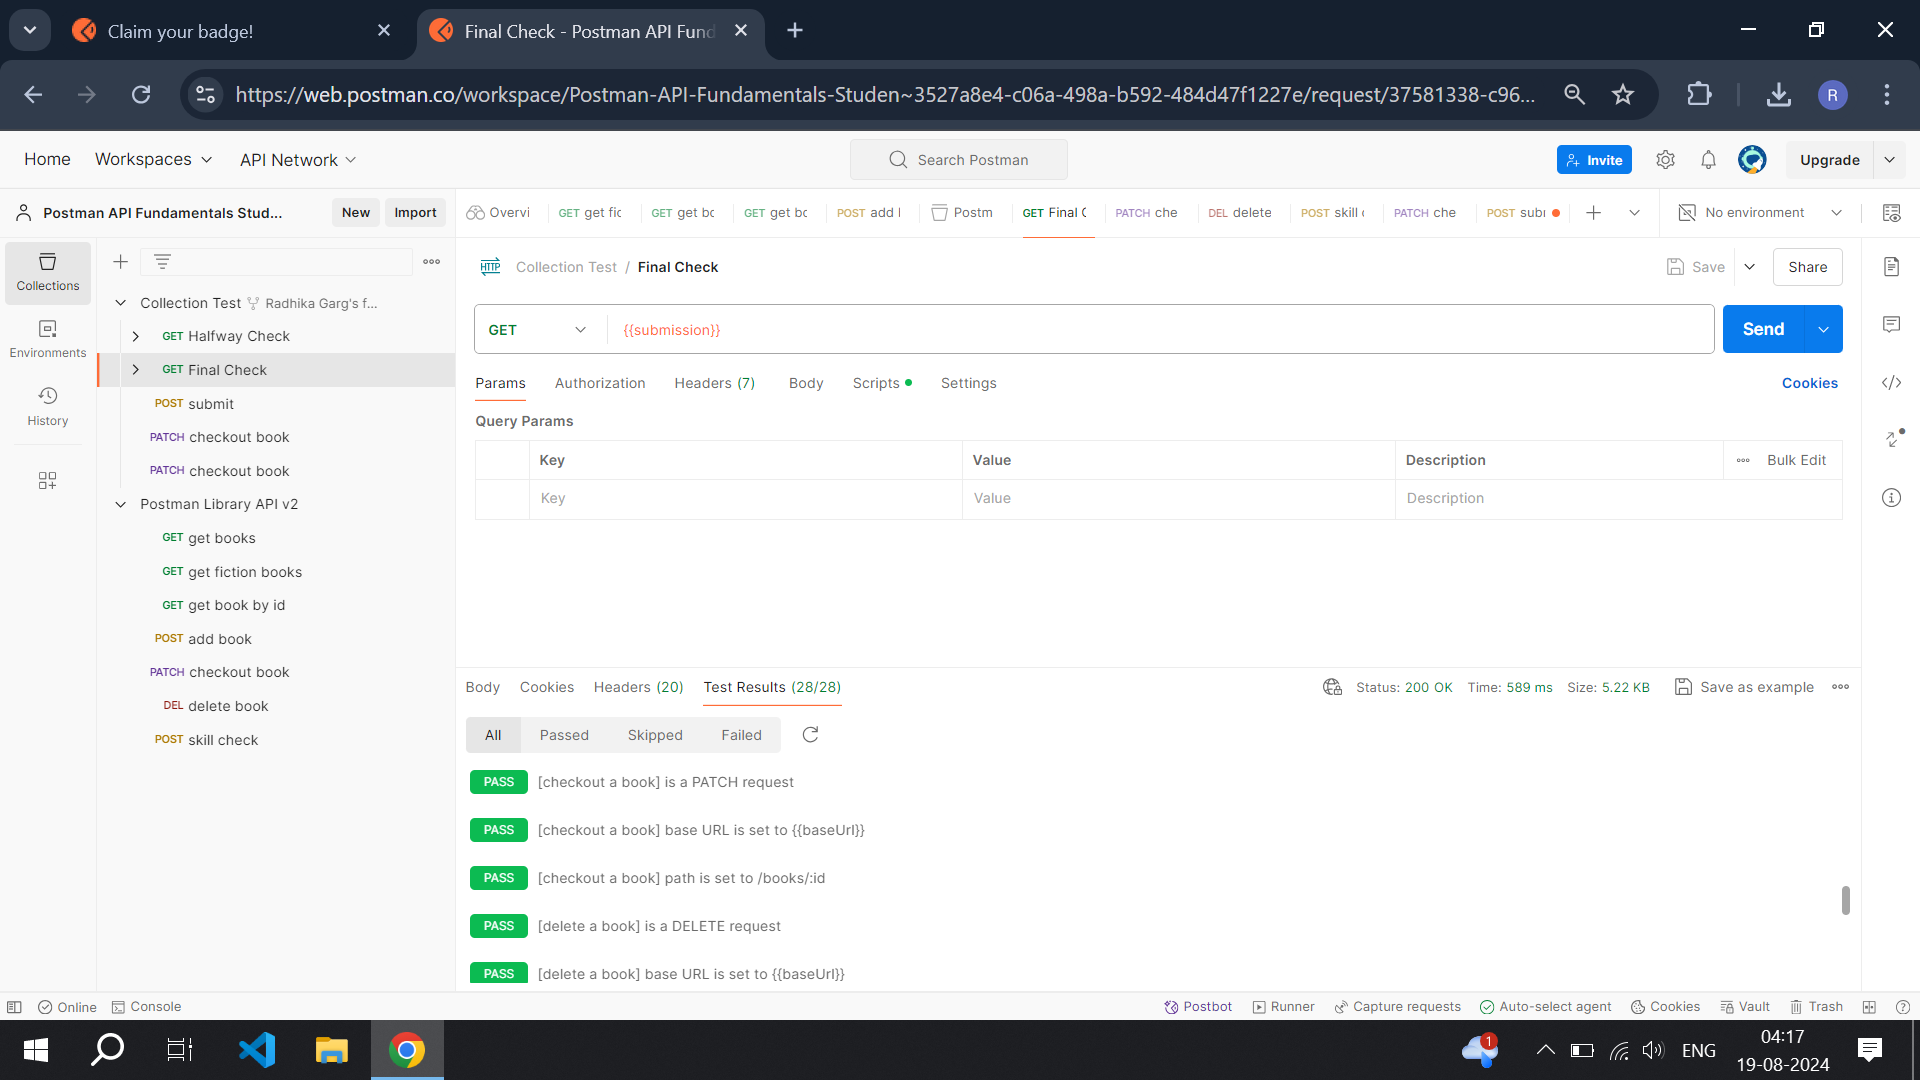 Claim your badge!
Final Check - Postman API Fund
https://web.postman.co/workspace/Postman-API-Fundamentals-Studen~3527a8e4-c06a-498a-b592-484d47f1227e/request/37581338-c96...
R
Home Workspaces API Network
Search Postman
Invite
Upgrade
Postman API Fundamentals Stud...
New
Import
Overvi
GET get fic
GET get bo
GET get bo
POST add
Postm
GET Final C
PATCH che
DEL delete
POST skill
PATCH che
POST subr
No environment
Collections
Environments
History
Collection Test Radhika Garg's f...
GET Halfway Check
GET Final Check
POST submit
PATCH checkout book
PATCH checkout book
Postman Library API v2
GET get books
GET get fiction books
GET get book by id
POST add book
PATCH checkout book
DEL delete book
POST skill check
HTTP Collection Test / Final Check
Save
Share
GET {{submission}}
Send
Params Authorization Headers (7) Body Scripts Settings
Cookies
Query Params
Key Value Description Bulk Edit
Key Value Description
Body Cookies Headers (20) Test Results (28/28)
Status: 200 OK Time: 589 ms Size: 5.22 KB Save as example
All Passed Skipped Failed
PASS [checkout a book] is a PATCH request
PASS [checkout a book] base URL is set to {{baseUrl}}
PASS [checkout a book] path is set to /books/:id
PASS [delete a book] is a DELETE request
PASS [delete a book] base URL is set to {{baseUrl}}
Online Console
Postbot Runner Capture requests Auto-select agent Cookies Vault Trash
1
ENG
04:17
19-08-2024